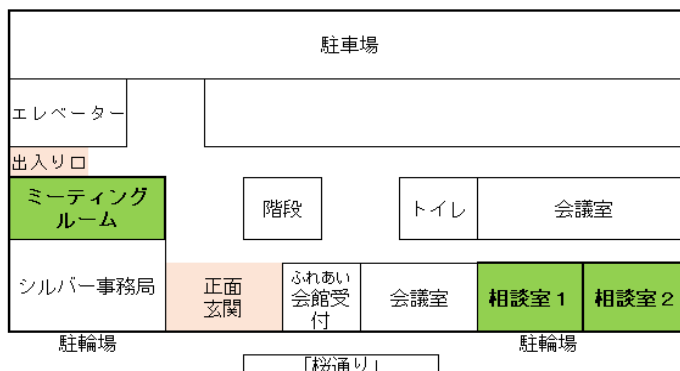 駐車場
エレベーター
出入り口
ミーティング
ルーム
階段
トイレ
会議室
シルバー事務局
正面
玄関
ふれあい
会館受
付
会議室
相談室1
相談室2
駐輪場
駐輪場
「桜通り」